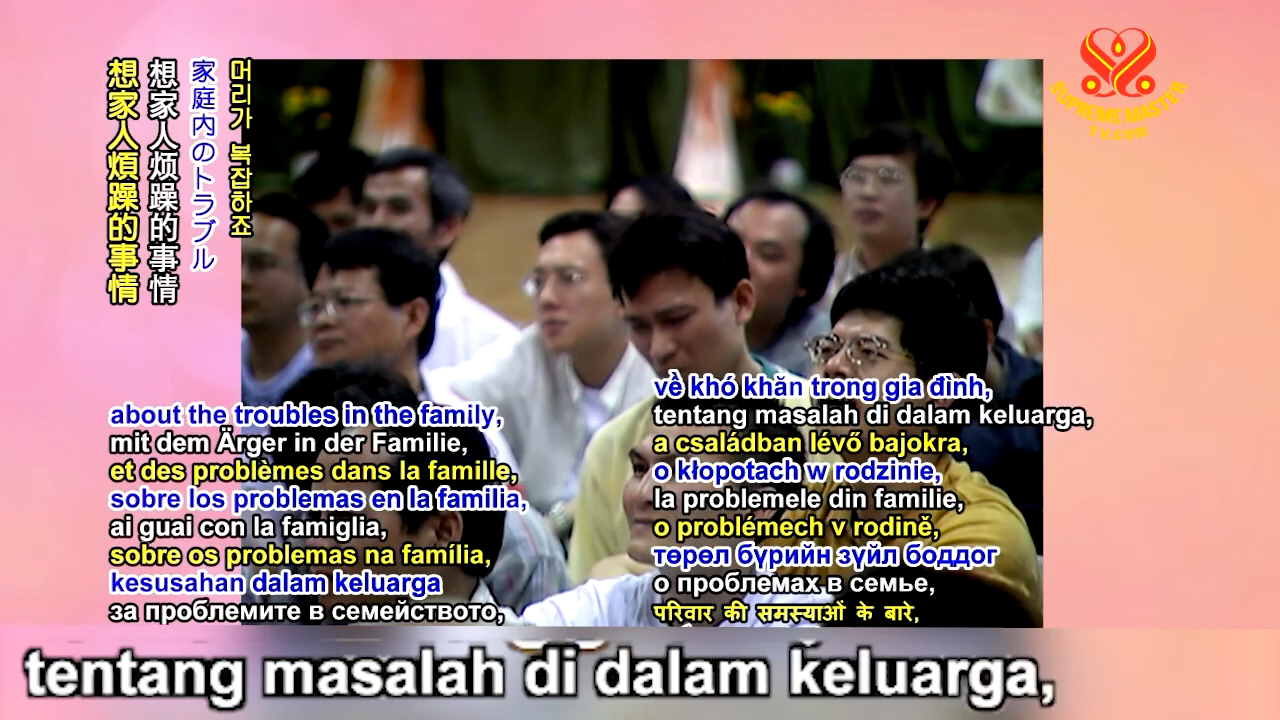 想家人煩躁的事情
想家人烦躁的事情
家庭内のトラブル
머리가 복잡하죠
SUPREME MASTER
TV.COM
about the troubles in the family,
mit dem Ärger in der Familie,
et des problèmes dans la famille,
sobre los problemas en la familia,
ai guai con la famiglia,
sobre os problemas na família,
kesusahan dalam keluarga
за проблемите в семейството,
về khó khăn trong gia đình,
tentang masalah di dalam keluarga,
a családban lévő bajokra,
o kłopotach w rodzinie,
la problemele din familie,
o problémech v rodině,
төрөл бүрийн зүйл боддог
о проблемах в семье,
परिवार की समस्याओं के बारे,
tentang masalah di dalam keluarga,